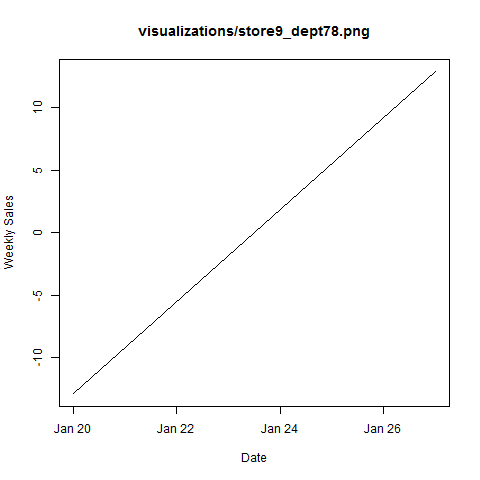 visualizations/store9_dept78.png
10
5
0
-5
-10
Weekly Sales
Jan 20 Jan 22 Jan 24 Jan 26
Date